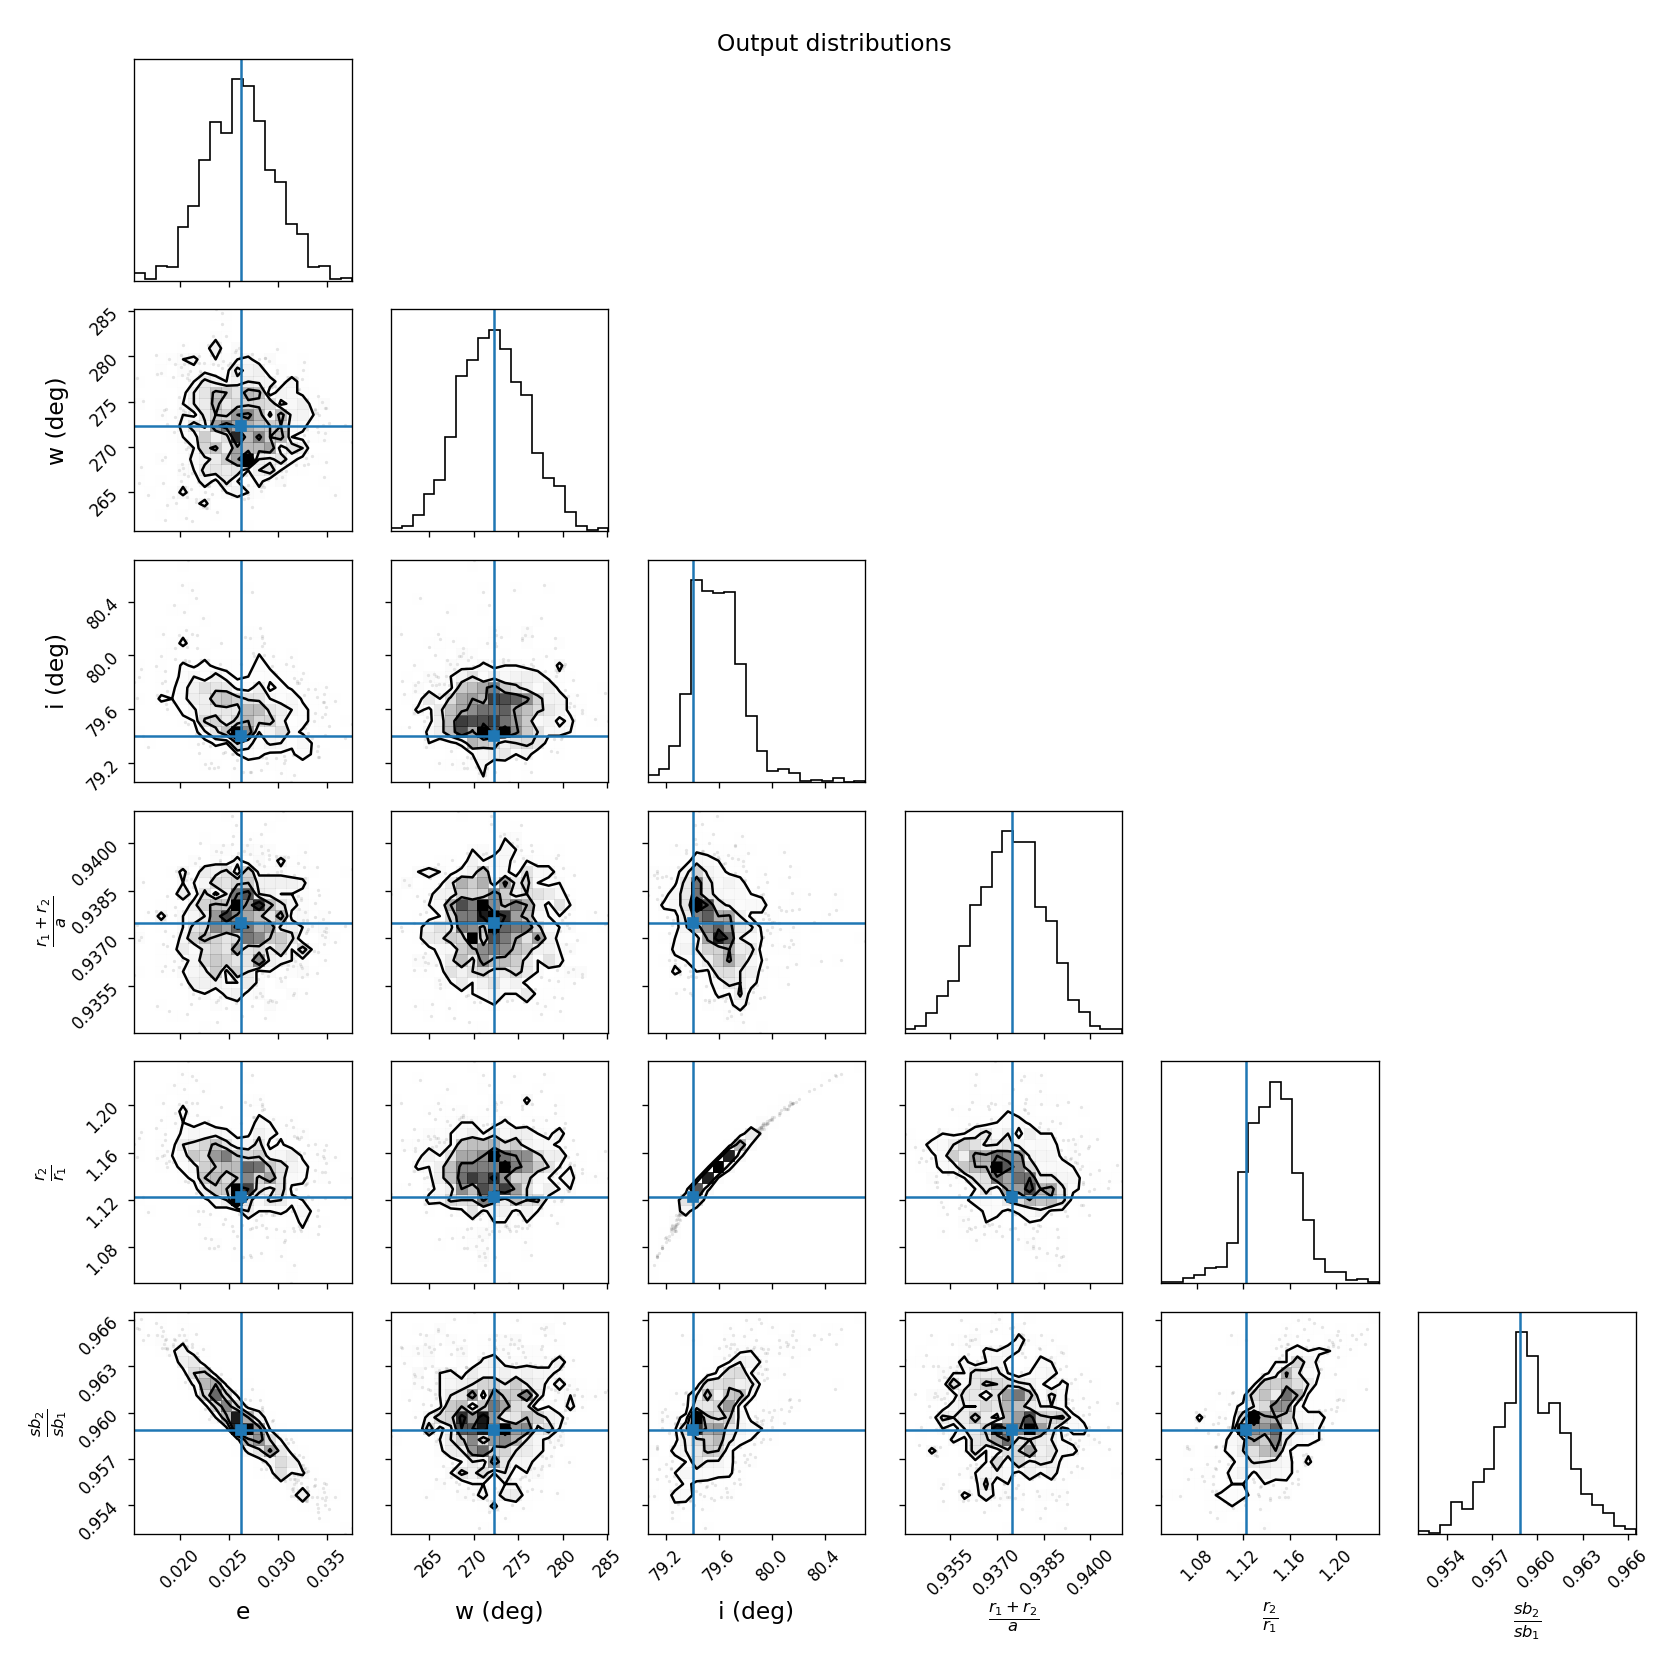 Output distributions
285
280
275
270
265
w (deg)
80.4
80.0
79.6
79.2
i (deg)
0.9400
0.9385
0.9370
0.9355
r₁ + r₂
a
1.20
1.16
1.12
1.08
r₂
r₁
0.966
0.963
0.960
0.957
0.954
sb₂
sb₁
0.020 0.025 0.030 0.035
265 270 275 280 285
79.2 79.6 80.0 80.4
0.9355 0.9370 0.9385 0.9400
1.08 1.12 1.16 1.20
0.954 0.957 0.960 0.963 0.966
e
w (deg)
i (deg)
r₁ + r₂
a
r₂
r₁
sb₂
sb₁